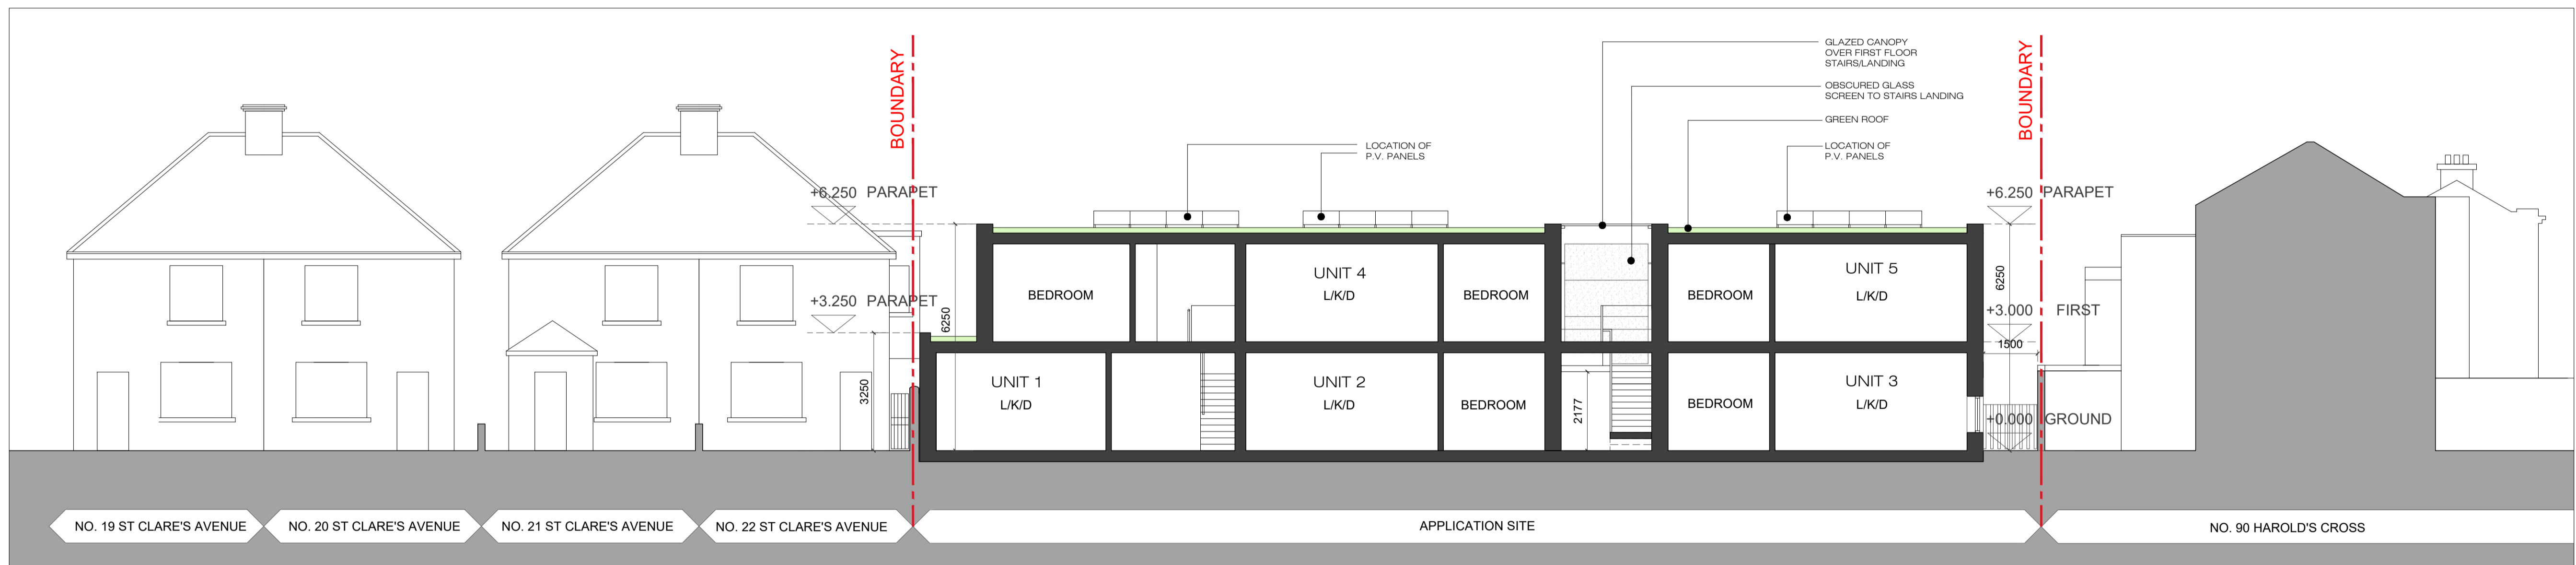 GLAZED CANOPY
OVER FIRST FLOOR
STAIRS/LANDING
OBSCURED GLASS
SCREEN TO STAIRS LANDING
GREEN ROOF
LOCATION OF
P.V. PANELS
LOCATION OF
P.V. PANELS
BOUNDARY
BOUNDARY
+6.250 PARAPET
+6.250 PARAPET
+3.250 PARAPET
+3.000 FIRST
+0.000 GROUND
6250
3250
6250
1500
2177
BEDROOM
UNIT 4
L/K/D
BEDROOM
BEDROOM
UNIT 5
L/K/D
UNIT 1
L/K/D
UNIT 2
L/K/D
BEDROOM
BEDROOM
UNIT 3
L/K/D
NO. 19 ST CLARE'S AVENUE
NO. 20 ST CLARE'S AVENUE
NO. 21 ST CLARE'S AVENUE
NO. 22 ST CLARE'S AVENUE
APPLICATION SITE
NO. 90 HAROLD'S CROSS